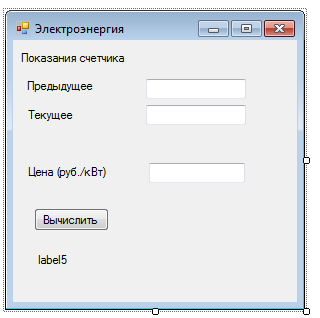 Электроэнергия
Показания счетчика
Предыдущее
Текущее
Цена (руб./кВт)
Вычислить
label5